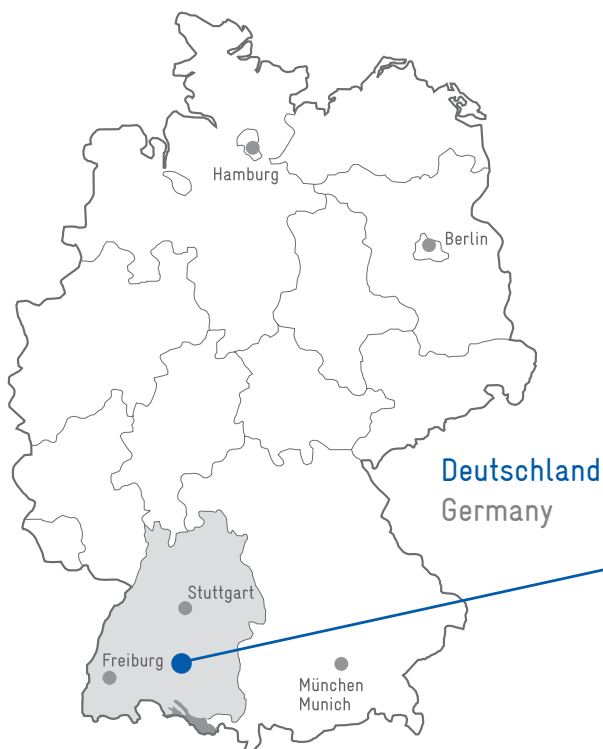 Hamburg
Berlin
Deutschland
Germany
Stuttgart
Freiburg
München
Munich